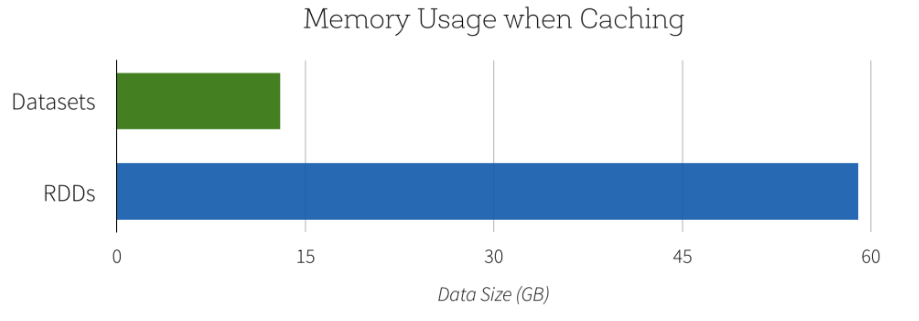 Memory Usage when Caching
Datasets
RDDs
0 15 30 45 60
Data Size (GB)